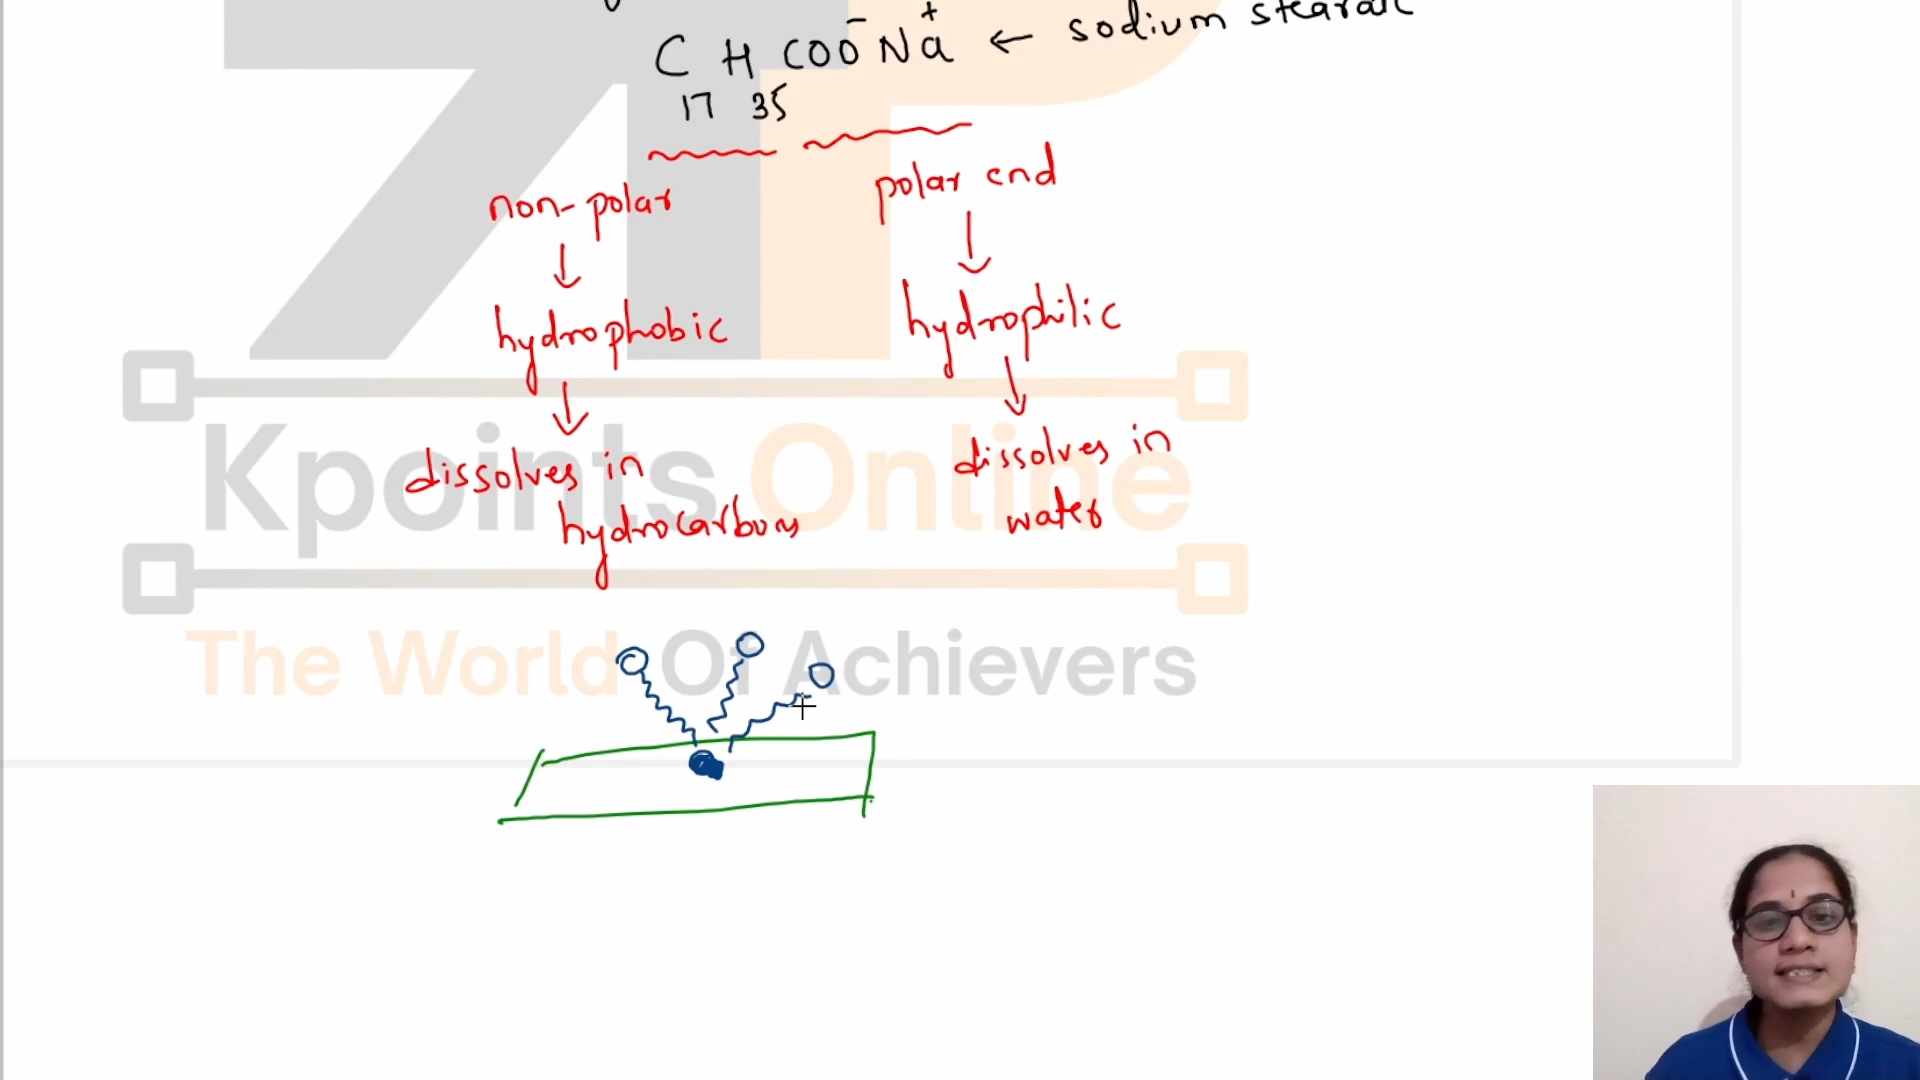 C H COO⁻ Na⁺ ← sodium
17 35
non-polar
polar end
hydrophobic
hydrophilic
dissolves in
hydrocarbons
dissolves in
water
Kpoints Online
The World Of Achievers